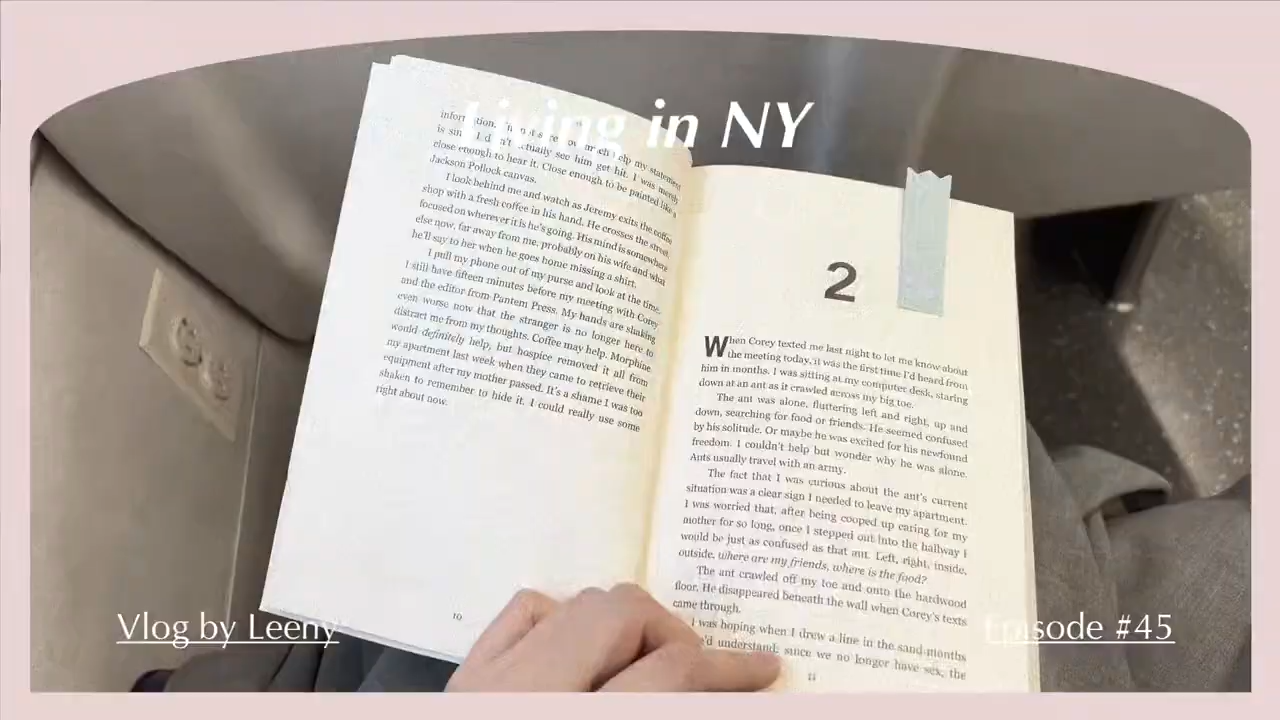 Living in NY
information, I'm not sure how much help my statement
is since I didn't actually see him get hit. I was merely
close enough to hear it. Close enough to be painted like a
Jackson Pollock canvas.
I look behind me and watch as Jeremy exits the coffee
shop with a fresh coffee in his hand. He crosses the street,
focused on wherever it is he's going. His mind is somewhere
else now, far away from me, probably on his wife and what
he'll say to her when he goes home missing a shirt.
I pull my phone out of my purse and look at the time.
I still have fifteen minutes before my meeting with Corey
and the editor from Pantem Press. My hands are shaking
even worse now that the stranger is no longer here to
distract me from my thoughts. Coffee may help. Morphine
would definitely help, but hospice removed it all from
my apartment last week when they came to retrieve their
equipment after my mother passed. It's a shame I was too
shaken to remember to hide it. I could really use some
right about now.
10
2
When Corey texted me last night to let me know about
the meeting today, it was the first time I'd heard from
him in months. I was sitting at my computer desk, staring
down at an ant as it crawled across my big toe.
The ant was alone, fluttering left and right, up and
down, searching for food or friends. He seemed confused
by his solitude. Or maybe he was excited for his newfound
freedom. I couldn't help but wonder why he was alone.
Ants usually travel with an army.
The fact that I was curious about the ant's current
situation was a clear sign I needed to leave my apartment.
I was worried that, after being cooped up caring for my
mother for so long, once I stepped out into the hallway I
would be just as confused as that ant. Left, right, inside,
outside, where are my friends, where is the food?
The ant crawled off my toe and onto the hardwood
floor. He disappeared beneath the wall when Corey's texts
came through.
I was hoping when I drew a line in the sand months
understand: since we no longer have sex, the
11
Vlog by Leeny
Episode #45